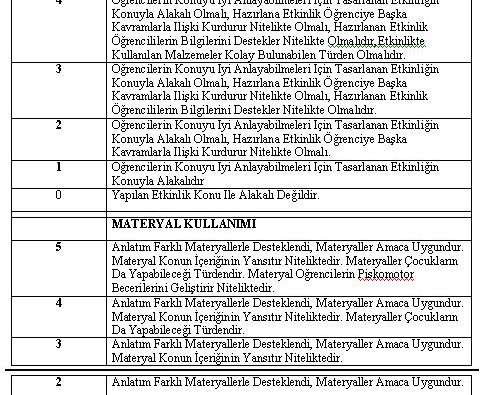 4
Öğrencilerin Konuyu İyi Anlayabilmeleri İçin Tasarlanan Etkinliğin
Konuyla Alakalı Olmalı, Hazırlana Etkinlik Öğrenciye Başka
Kavramlarla Ilişki Kurdurur Nitelikte Olmalı, Hazırlanan Etkinlik
Öğrencililerin Bilgilerini Destekler Nitelikte Olmalıdır,Etkinlikte
Kullanılan Malzemeler Kolay Bulunabilen Türden Olmalıdır.
3
Öğrencilerin Konuyu İyi Anlayabilmeleri İçin Tasarlanan Etkinliğin
Konuyla Alakalı Olmalı, Hazırlana Etkinlik Öğrenciye Başka
Kavramlarla Ilişki Kurdurur Nitelikte Olmalı, Hazırlanan Etkinlik
Öğrencililerin Bilgilerini Destekler Nitelikte Olmalıdır.
2
Öğrencilerin Konuyu İyi Anlayabilmeleri İçin Tasarlanan Etkinliğin
Konuyla Alakalı Olmalı, Hazırlana Etkinlik Öğrenciye Başka
Kavramlarla Ilişki Kurdurur Nitelikte Olmalı.
1
Öğrencilerin Konuyu İyi Anlayabilmeleri İçin Tasarlanan Etkinliğin
Konuyla Alakalıdır
0
Yapılan Etkinlik Konu Ile Alakalı Değildir.
MATERYAL KULLANIMI
5
Anlatım Farklı Materyallerle Desteklendi, Materyaller Amaca Uygundur.
Materyal Konun İçeriğinin Yansıtır Niteliktedir. Materyaller Çocukların
Da Yapabileceği Türdendir. Materyal Öğrencilerin Piskomotor
Becerilerini Geliştirir Niteliktedir.
4
Anlatım Farklı Materyallerle Desteklendi, Materyaller Amaca Uygundur.
Materyal Konun İçeriğinin Yansıtır Niteliktedir. Materyaller Çocukların
Da Yapabileceği Türdendir.
3
Anlatım Farklı Materyallerle Desteklendi, Materyaller Amaca Uygundur.
Materyal Konun İçeriğinin Yansıtır Niteliktedir.
2
Anlatım Farklı Materyallerle Desteklendi, Materyaller Amaca Uygundur.